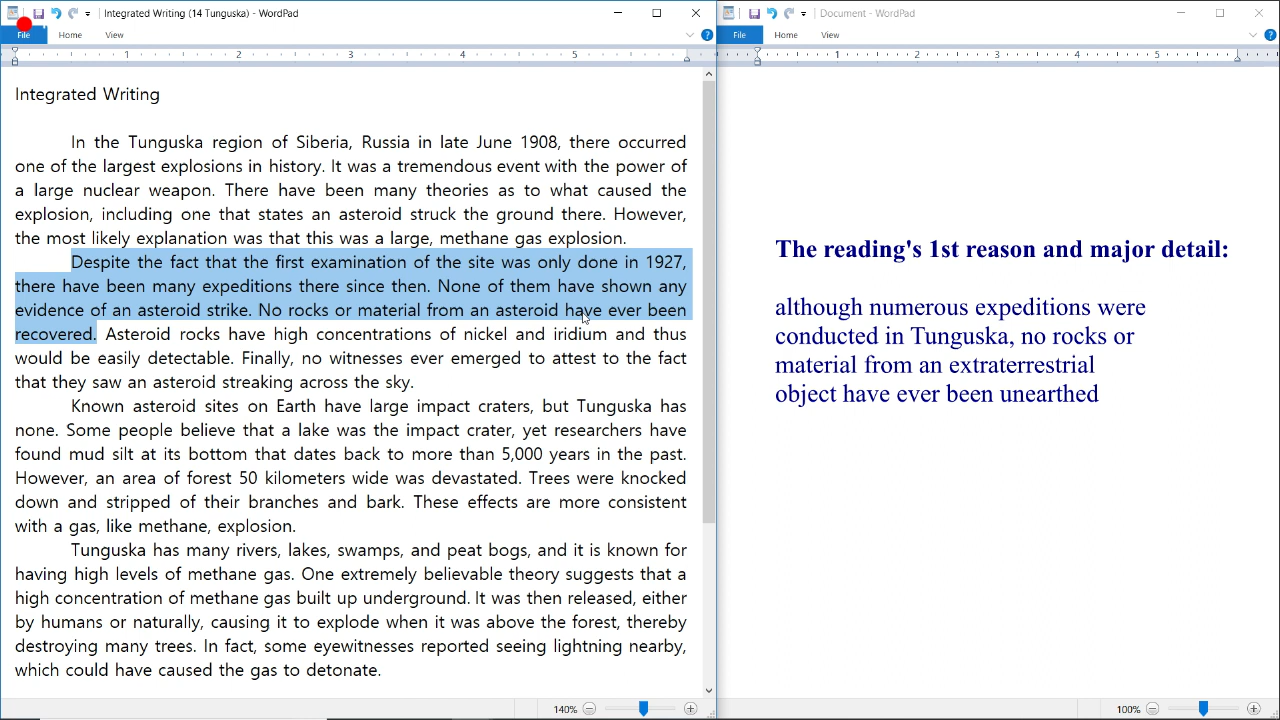 Integrated Writing (14 Tunguska) - WordPad
File Home View
1 2 3 4 5
Integrated Writing
In the Tunguska region of Siberia, Russia in late June 1908, there occurred
one of the largest explosions in history. It was a tremendous event with the power of
a large nuclear weapon. There have been many theories as to what caused the
explosion, including one that states an asteroid struck the ground there. However,
the most likely explanation was that this was a large, methane gas explosion.
Despite the fact that the first examination of the site was only done in 1927,
there have been many expeditions there since then. None of them have shown any
evidence of an asteroid strike. No rocks or material from an asteroid have ever been
recovered. Asteroid rocks have high concentrations of nickel and iridium and thus
would be easily detectable. Finally, no witnesses ever emerged to attest to the fact
that they saw an asteroid streaking across the sky.
Known asteroid sites on Earth have large impact craters, but Tunguska has
none. Some people believe that a lake was the impact crater, yet researchers have
found mud silt at its bottom that dates back to more than 5,000 years in the past.
However, an area of forest 50 kilometers wide was devastated. Trees were knocked
down and stripped of their branches and bark. These effects are more consistent
with a gas, like methane, explosion.
Tunguska has many rivers, lakes, swamps, and peat bogs, and it is known for
having high levels of methane gas. One extremely believable theory suggests that a
high concentration of methane gas built up underground. It was then released, either
by humans or naturally, causing it to explode when it was above the forest, thereby
destroying many trees. In fact, some eyewitnesses reported seeing lightning nearby,
which could have caused the gas to detonate.
140%
Document - WordPad
File Home View
1 2 3 4 5
The reading's 1st reason and major detail:
although numerous expeditions were
conducted in Tunguska, no rocks or
material from an extraterrestrial
object have ever been unearthed
100%